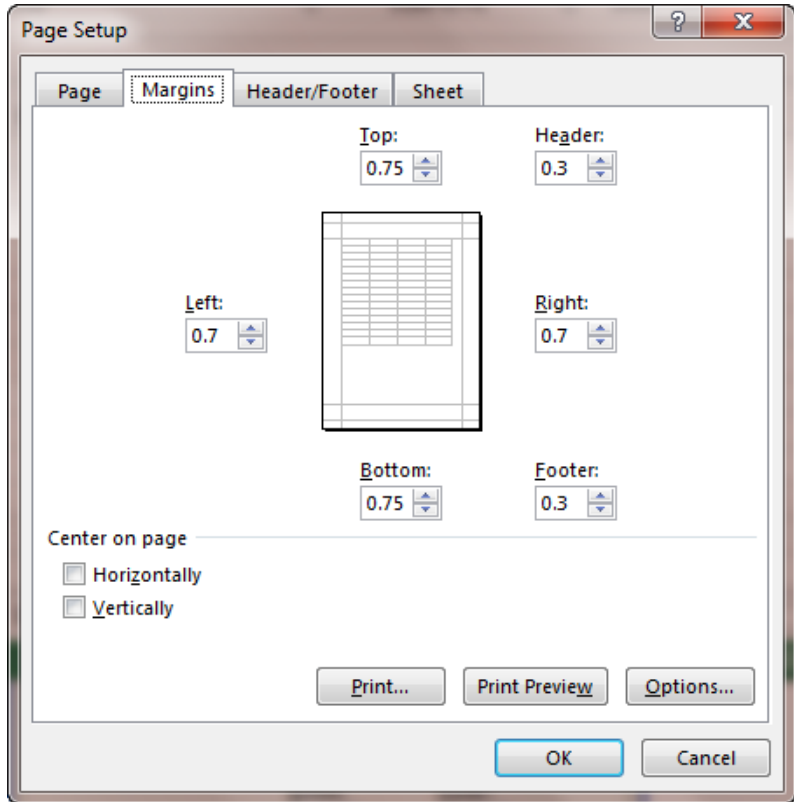 Page Setup
?
X
Page Margins Header/Footer Sheet
Top: Header:
0.75 0.3
Left: Right:
0.7 0.7
Bottom: Footer:
0.75 0.3
Center on page
Horizontally
Vertically
Print... Print Preview Options...
OK Cancel